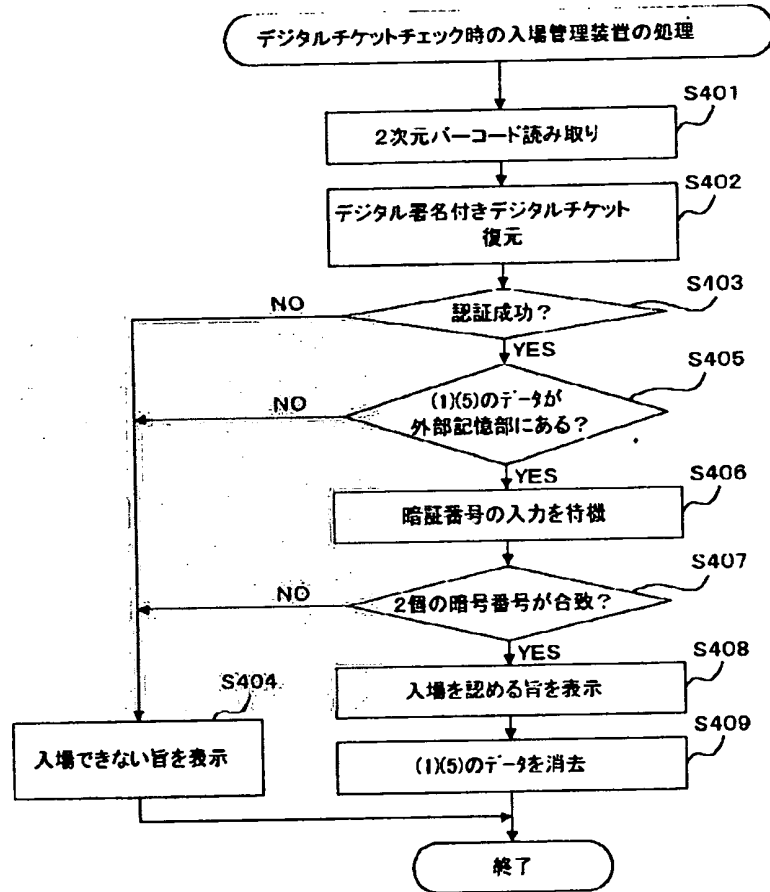 デジタルチケットチェック時の入場管理装置の処理
S401
2次元バーコード読み取り
S402
デジタル署名付きデジタルチケット
復元
S403
認証成功?
NO
YES
S405
(1)(5)のデータが
外部記憶部にある?
NO
YES
S406
暗証番号の入力を待機
S407
2個の暗号番号が合致?
NO
YES
S408
入場を認める旨を表示
S404
入場できない旨を表示
S409
(1)(5)のデータを消去
終了